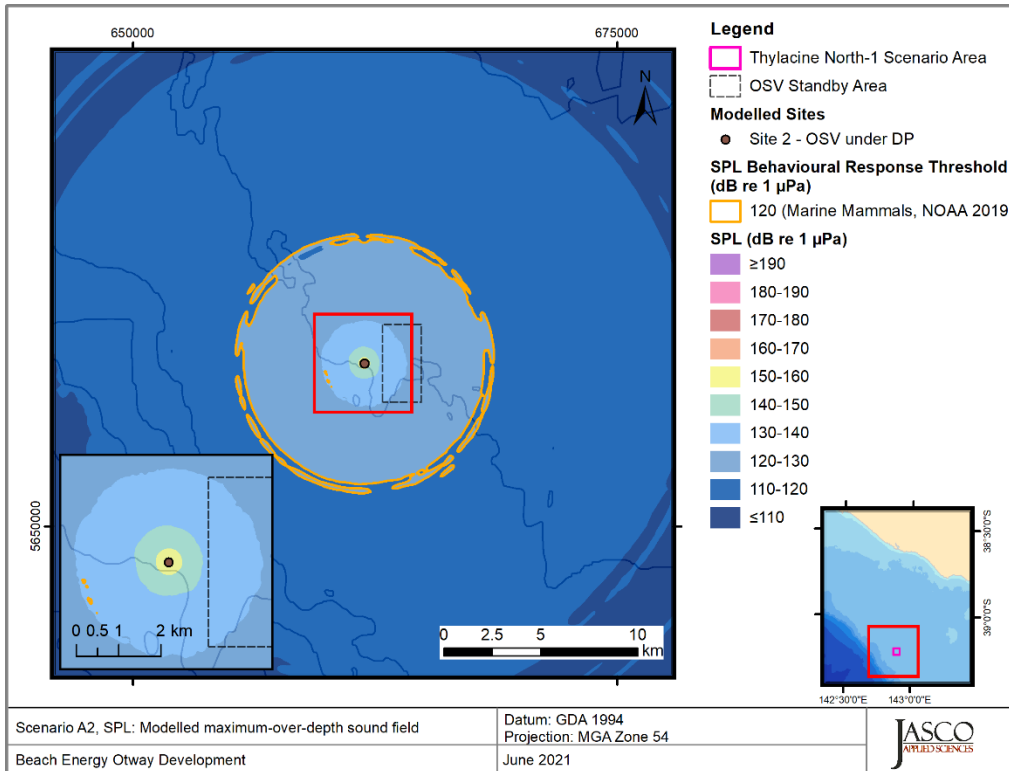 650000
675000
N
5650000
0 0.5 1 2 km
0 2.5 5 10
km
Legend
Thylacine North-1 Scenario Area
OSV Standby Area
Modelled Sites
Site 2 - OSV under DP
SPL Behavioural Response Threshold
(dB re 1 µPa)
120 (Marine Mammals, NOAA 2019
SPL (dB re 1 µPa)
≥190
180-190
170-180
160-170
150-160
140-150
130-140
120-130
110-120
≤110
38°30'0"S
39°0'0"S
142°30'0"E 143°0'0"E
Scenario A2, SPL: Modelled maximum-over-depth sound field
Datum: GDA 1994
Projection: MGA Zone 54
Beach Energy Otway Development
June 2021
JASCO
APPLIED SCIENCES